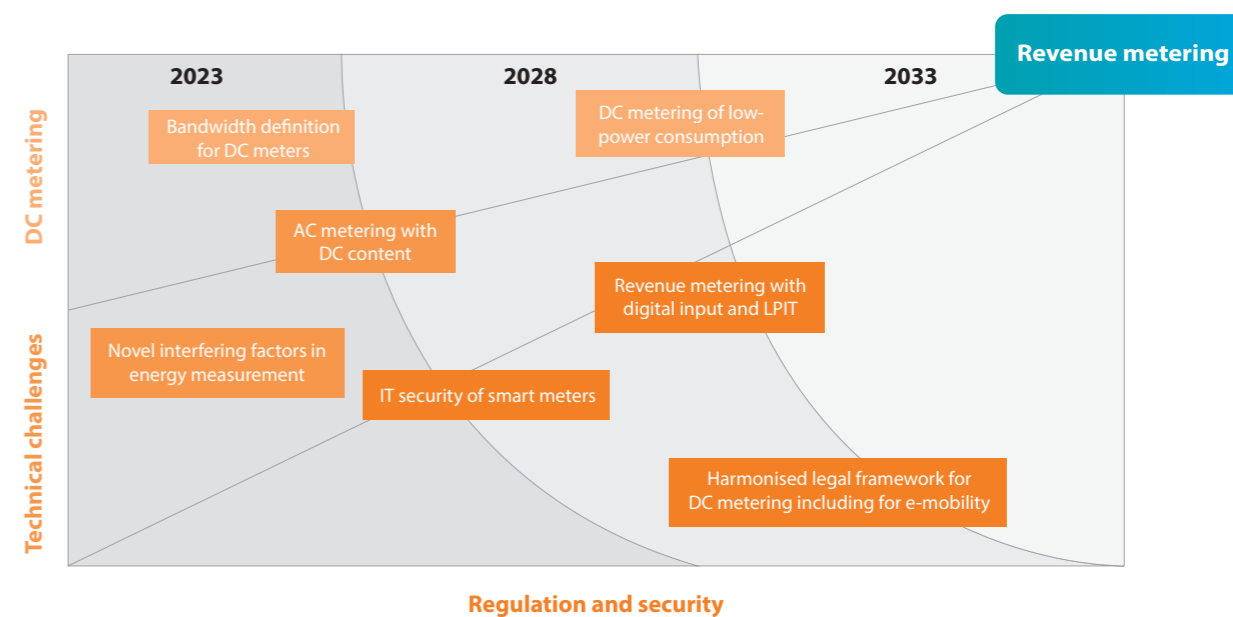 Revenue metering
2023
2028
2033
DC metering
Technical challenges
Regulation and security
Bandwidth definition
for DC meters
DC metering of low-
power consumption
AC metering with
DC content
Revenue metering with
digital input and LPIT
Novel interfering factors in
energy measurement
IT security of smart meters
Harmonised legal framework for
DC metering including for e-mobility